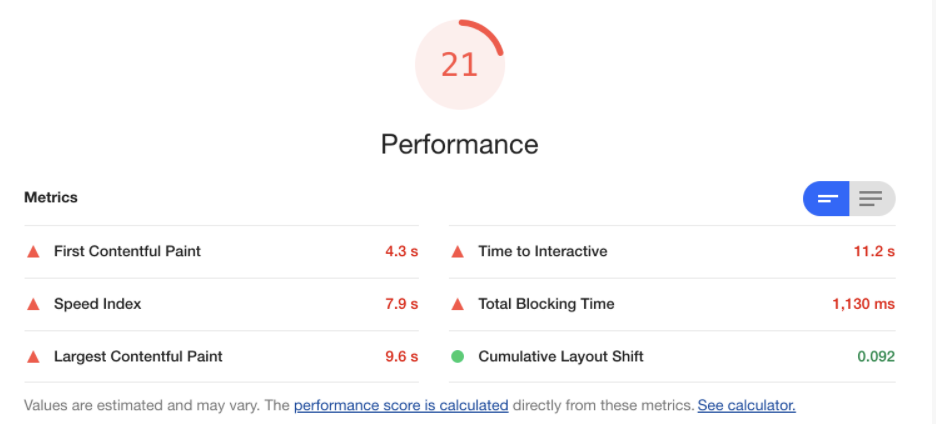 21
Performance
Metrics
First Contentful Paint 4.3 s
Time to Interactive 11.2 s
Speed Index 7.9 s
Total Blocking Time 1,130 ms
Largest Contentful Paint 9.6 s
Cumulative Layout Shift 0.092
Values are estimated and may vary. The performance score is calculated directly from these metrics. See calculator.